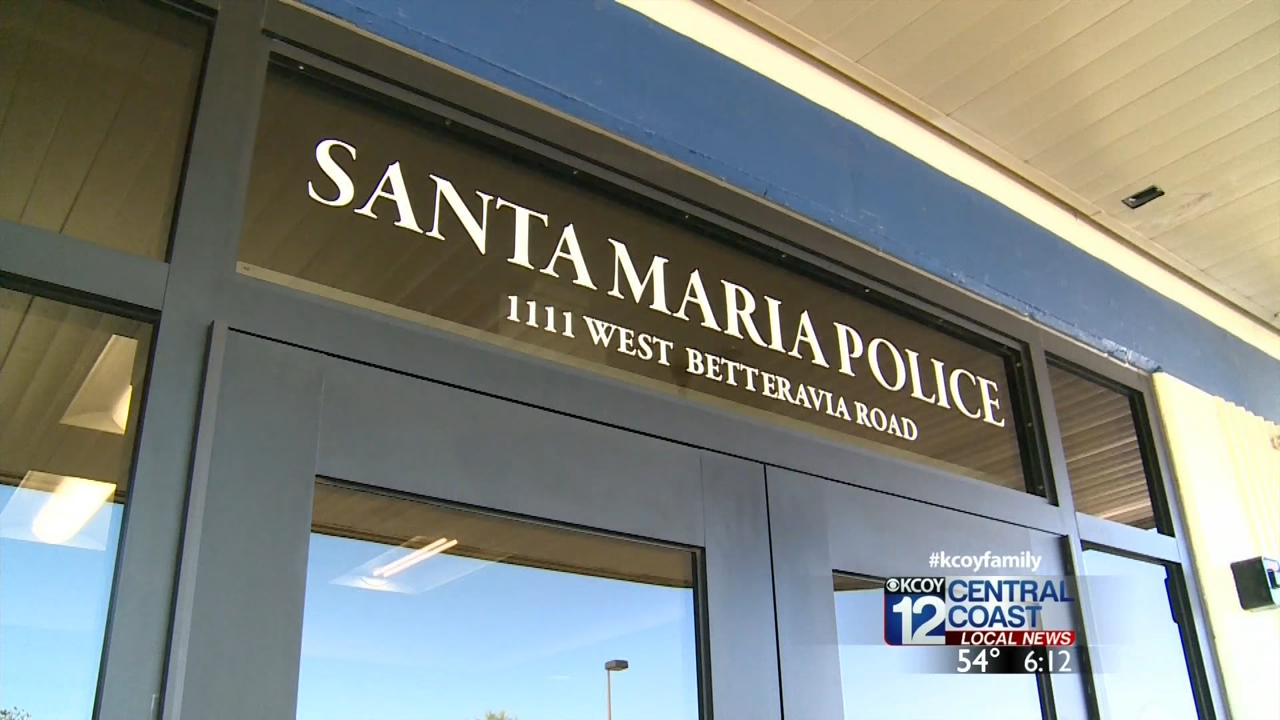 SANTA MARIA POLICE
1111 WEST BETTERAVIA ROAD
#kcoyfamily
KCOY
12
CENTRAL
COAST
LOCAL NEWS
54° 6:12